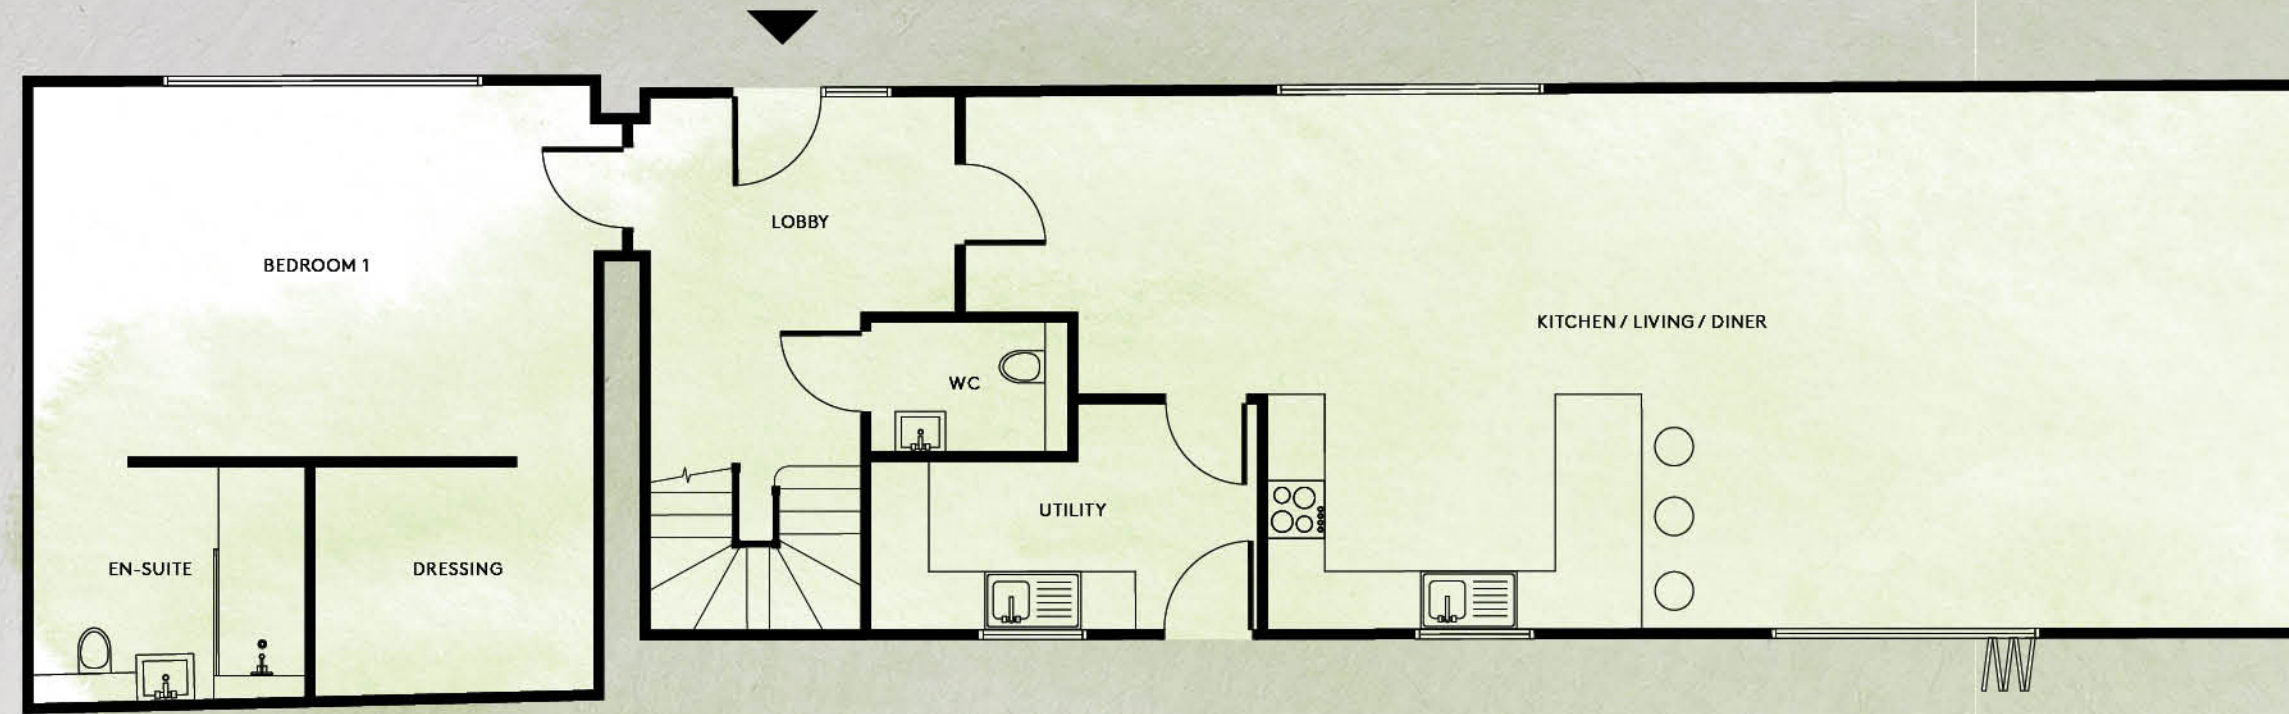 LOBBY
BEDROOM 1
KITCHEN / LIVING / DINER
WC
UTILITY
EN-SUITE
DRESSING